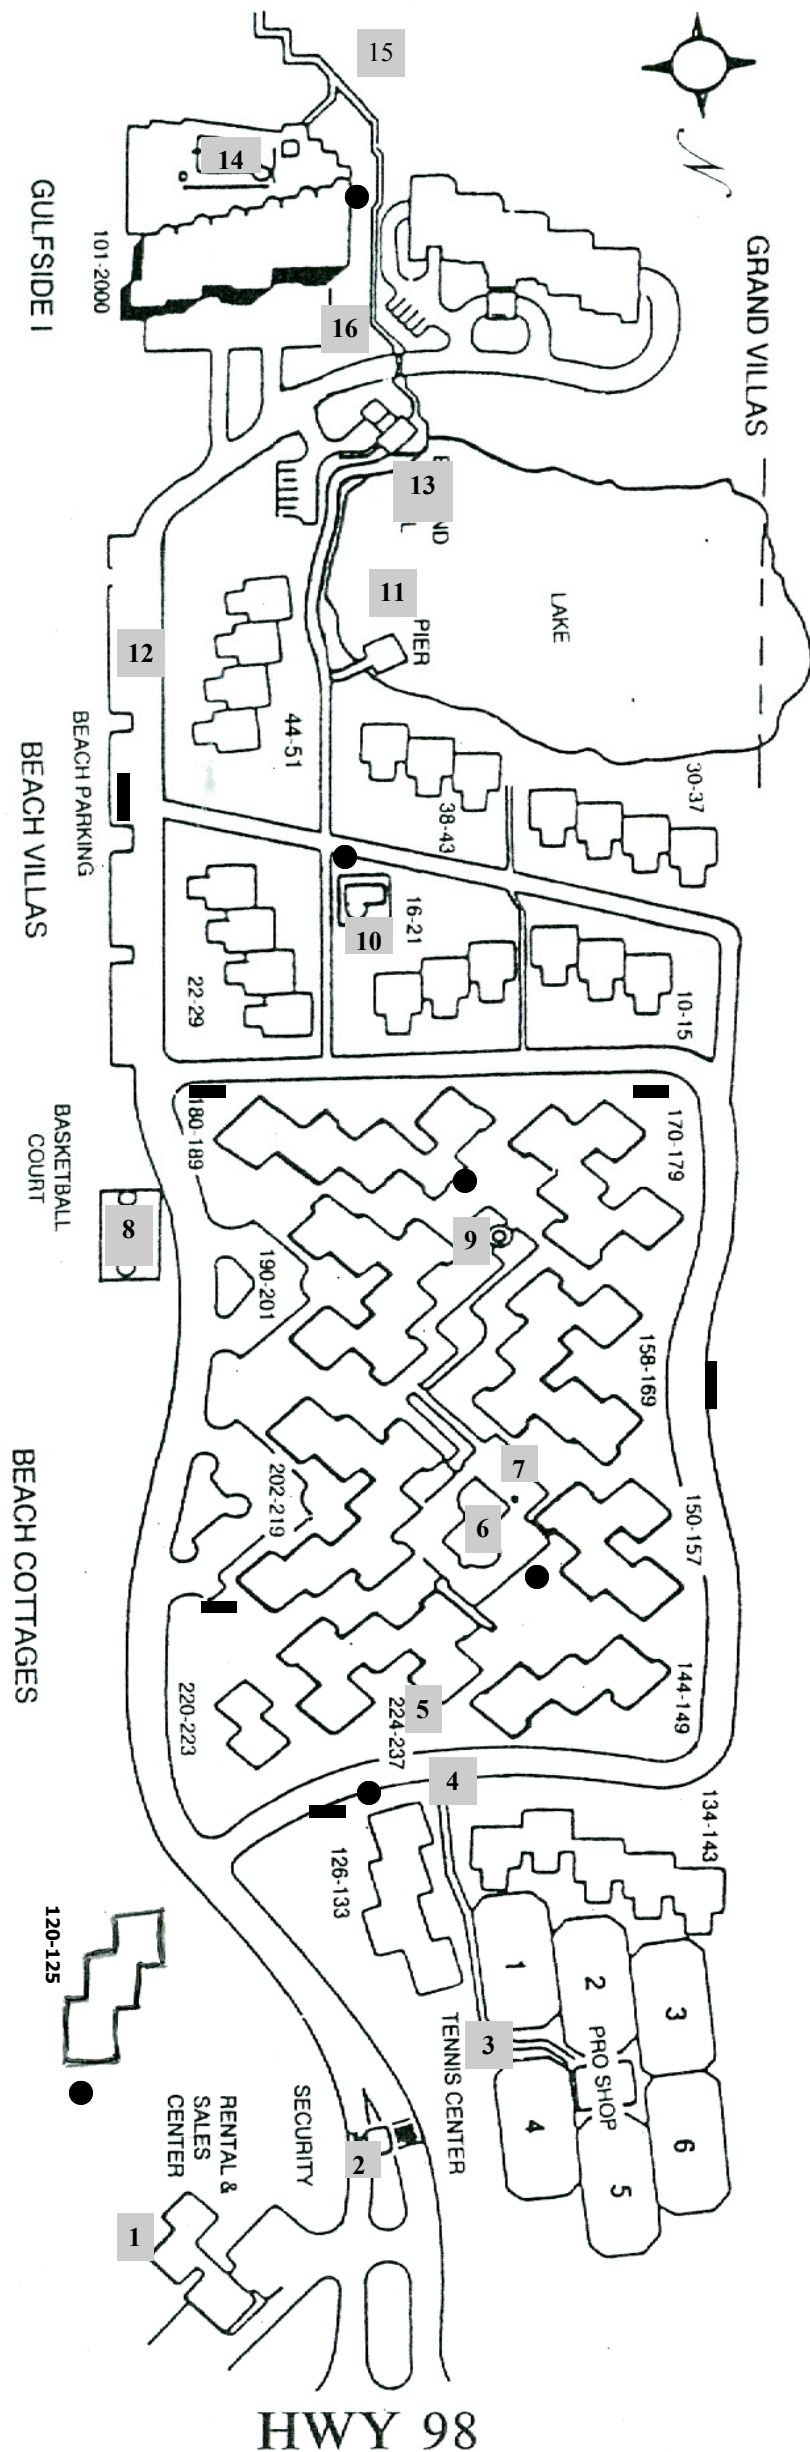 15
N
14
GULFSIDE I
101-2000
GRAND VILLAS
16
13
ND
L
11
PIER
LAKE
12
44-51
BEACH PARKING
BEACH VILLAS
38-43
30-37
10
16-21
22-29
10-15
180-189
170-179
BASKETBALL
COURT
8
9
190-201
158-169
7
6
202-219
150-157
BEACH COTTAGES
5
224-237
220-223
144-149
4
134-143
126-133
120-125
1
2
3
PRO SHOP
4
5
6
3
TENNIS CENTER
SECURITY
2
RENTAL &
SALES
CENTER
1
HWY 98